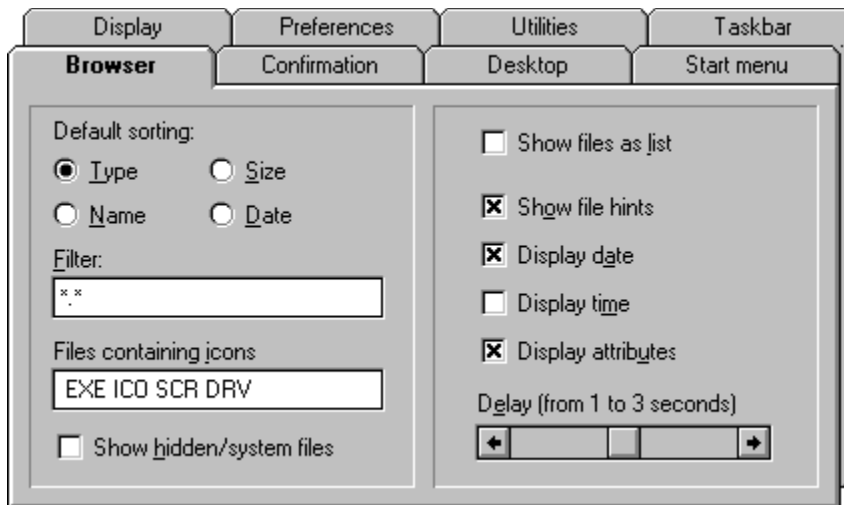 Display Preferences Utilities Taskbar
Browser Confirmation Desktop Start menu
Default sorting:
Type Size
Name Date
Filter:
*.*
Files containing icons
EXE ICO SCR DRV
Show hidden/system files
Show files as list
Show file hints
Display date
Display time
Display attributes
Delay (from 1 to 3 seconds)